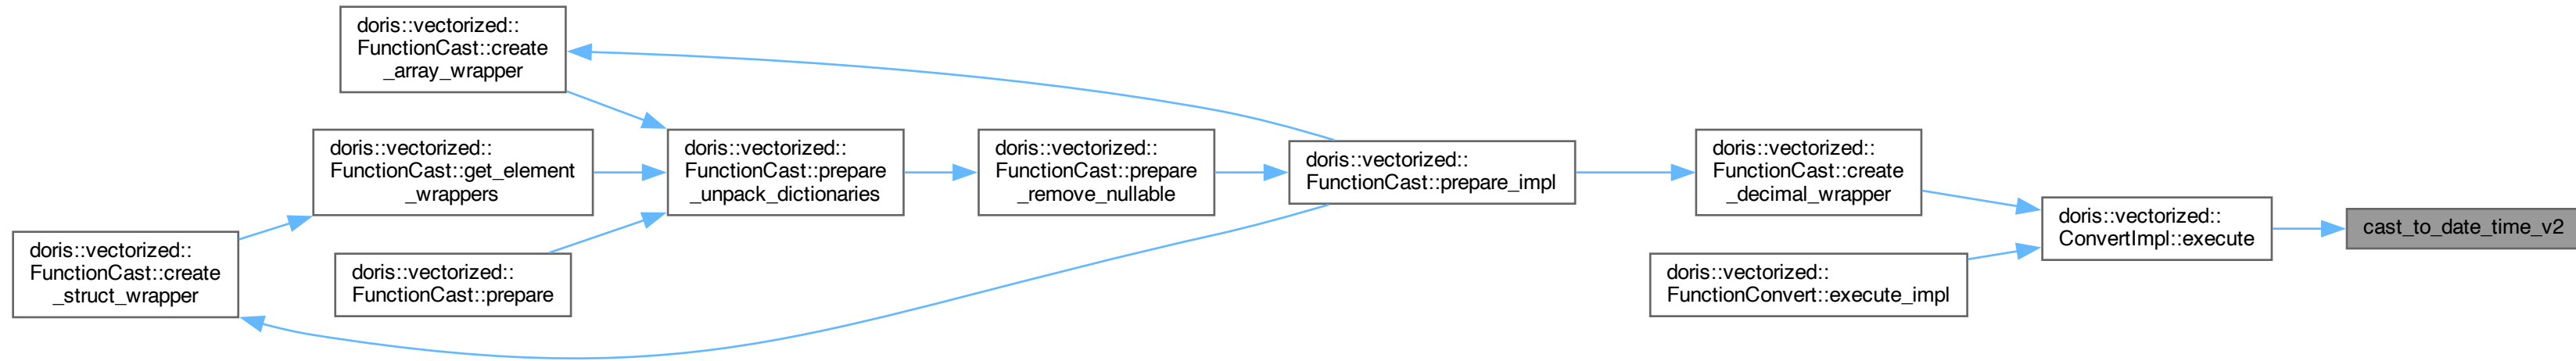 doris::vectorized::
FunctionCast::create
_array_wrapper
doris::vectorized::
FunctionCast::get_element
_wrappers
doris::vectorized::
FunctionCast::create
_struct_wrapper
doris::vectorized::
FunctionCast::prepare
doris::vectorized::
FunctionCast::prepare
_unpack_dictionaries
doris::vectorized::
FunctionCast::prepare
_remove_nullable
doris::vectorized::
FunctionCast::prepare_impl
doris::vectorized::
FunctionCast::create
_decimal_wrapper
doris::vectorized::
FunctionConvert::execute_impl
doris::vectorized::
ConvertImpl::execute
cast_to_date_time_v2